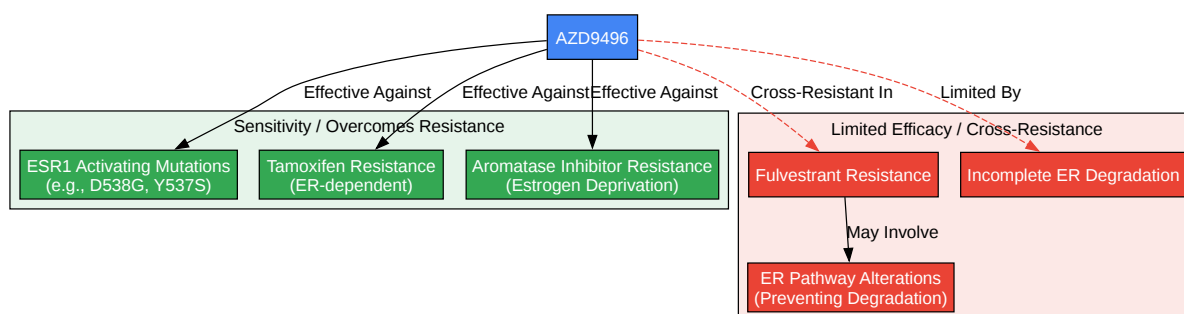 AZD9496
Effective Against
Effective Against
Effective Against
Cross-Resistant In
Limited By
Sensitivity / Overcomes Resistance
ESR1 Activating Mutations
(e.g., D538G, Y537S)
Tamoxifen Resistance
(ER-dependent)
Aromatase Inhibitor Resistance
(Estrogen Deprivation)
Limited Efficacy / Cross-Resistance
Fulvestrant Resistance
Incomplete ER Degradation
May Involve
ER Pathway Alterations
(Preventing Degradation)